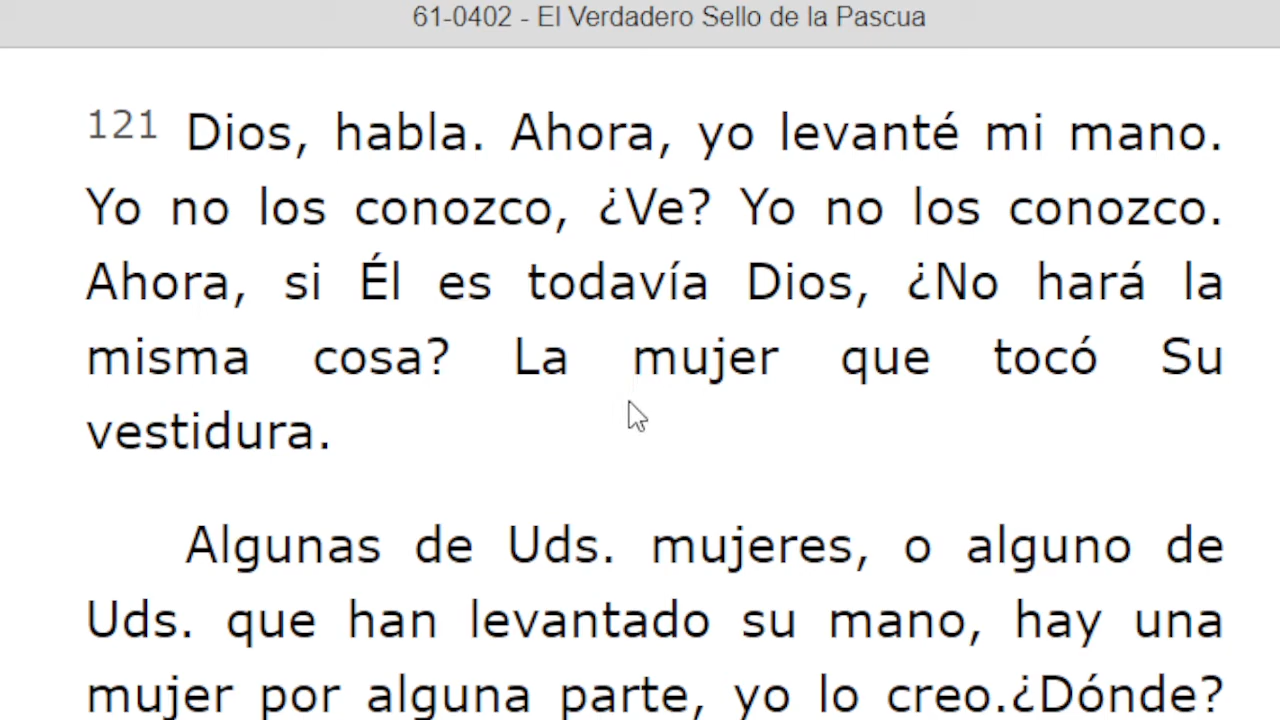 61-0402 - El Verdadero Sello de la Pascua
121 Dios, habla. Ahora, yo levanté mi mano.
Yo no los conozco, ¿Ve? Yo no los conozco.
Ahora, si Él es todavía Dios, ¿No hará la
misma cosa? La mujer que tocó Su
vestidura.
Algunas de Uds. mujeres, o alguno de
Uds. que han levantado su mano, hay una
mujer por alguna parte, yo lo creo.¿Dónde?